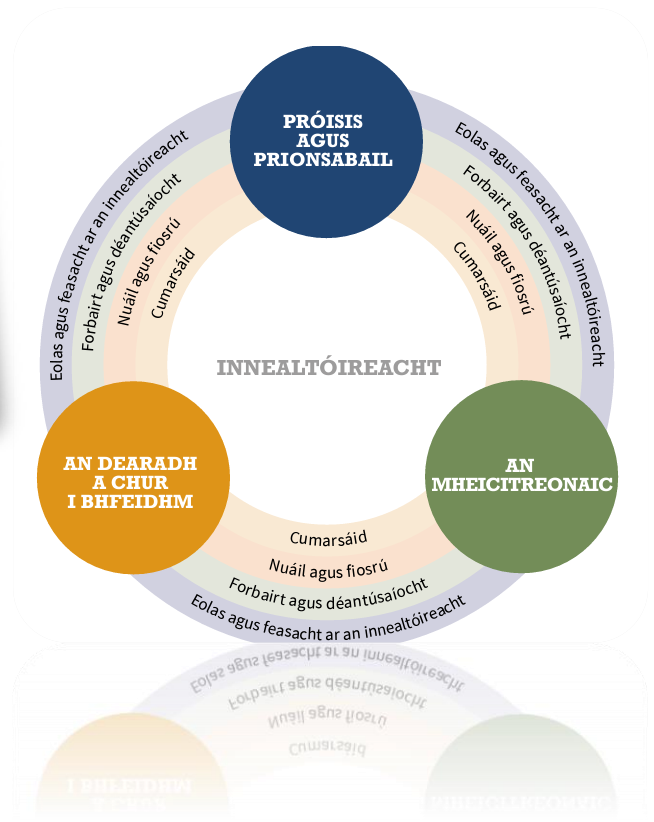 PRÓISIS
AGUS
PRIONSABAIL
Eolas agus feasacht ar an innealtóireacht
Forbairt agus déantúsaíocht
Nuáil agus fiosrú
Cumarsáid
Eolas agus feasacht ar an innealtóireacht
Forbairt agus déantúsaíocht
Nuáil agus fiosrú
Cumarsáid
INNEALTÓIREACHT
AN DEARADH
A CHUR
I BHFEIDHM
AN
MHEICITREONAIC
Cumarsáid
Nuáil agus fiosrú
Forbairt agus déantúsaíocht
Eolas agus feasacht ar an innealtóireacht